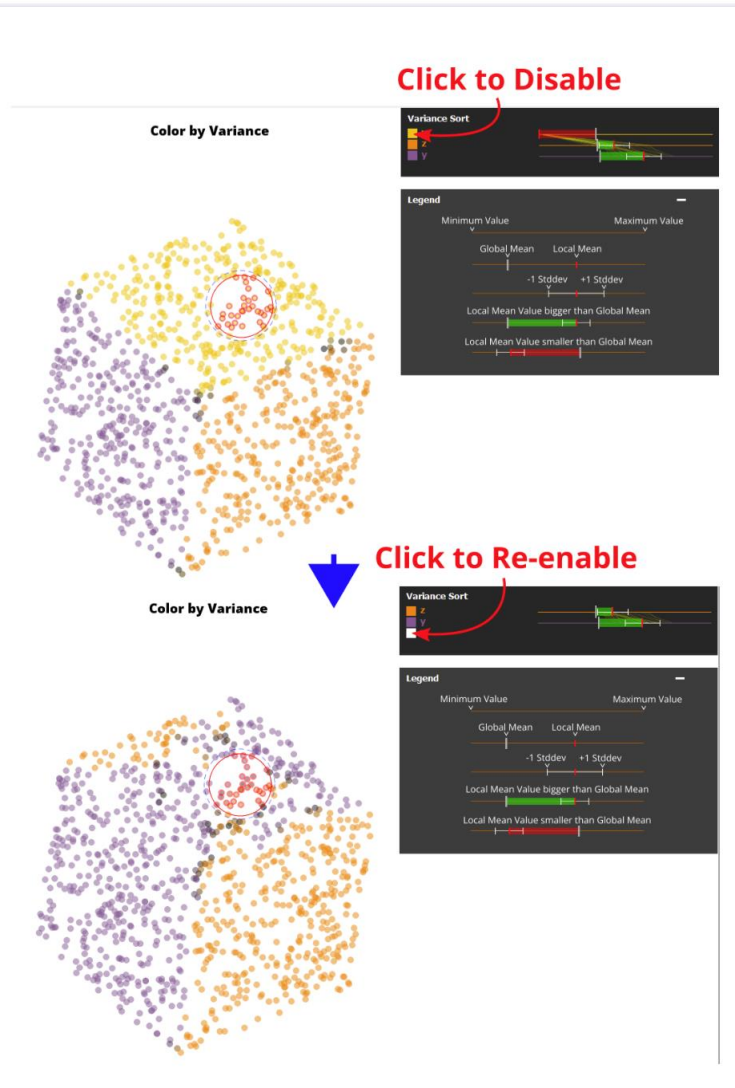 Click to Disable
Color by Variance
Variance Sort
z
y
Legend
Minimum Value Maximum Value
Global Mean Local Mean
-1 Stddev +1 Stddev
Local Mean Value bigger than Global Mean
Local Mean Value smaller than Global Mean
Click to Re-enable
Color by Variance
Variance Sort
z
y
Legend
Minimum Value Maximum Value
Global Mean Local Mean
-1 Stddev +1 Stddev
Local Mean Value bigger than Global Mean
Local Mean Value smaller than Global Mean